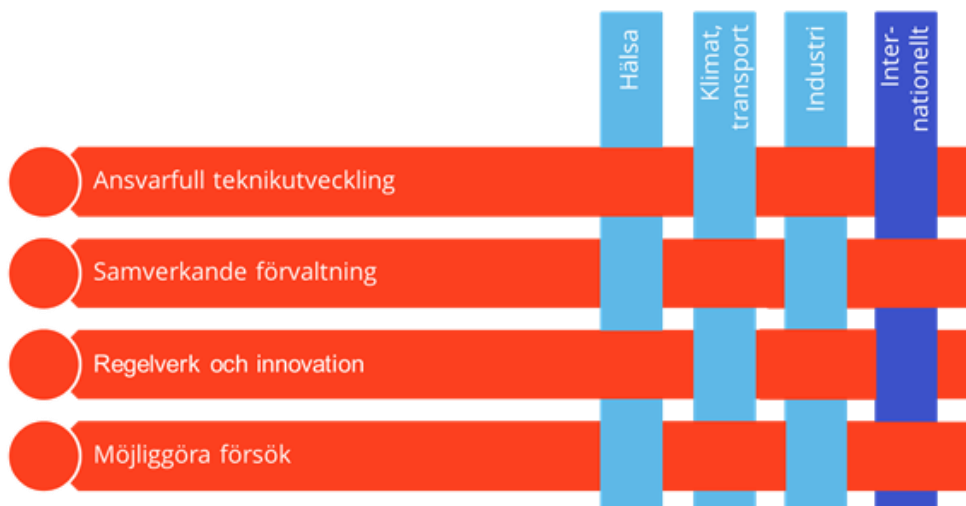 Hälsa
Klimat,
transport
Industri
Inter-
nationellt
Ansvarfull teknikutveckling
Samverkande förvaltning
Regelverk och innovation
Möjliggöra försök